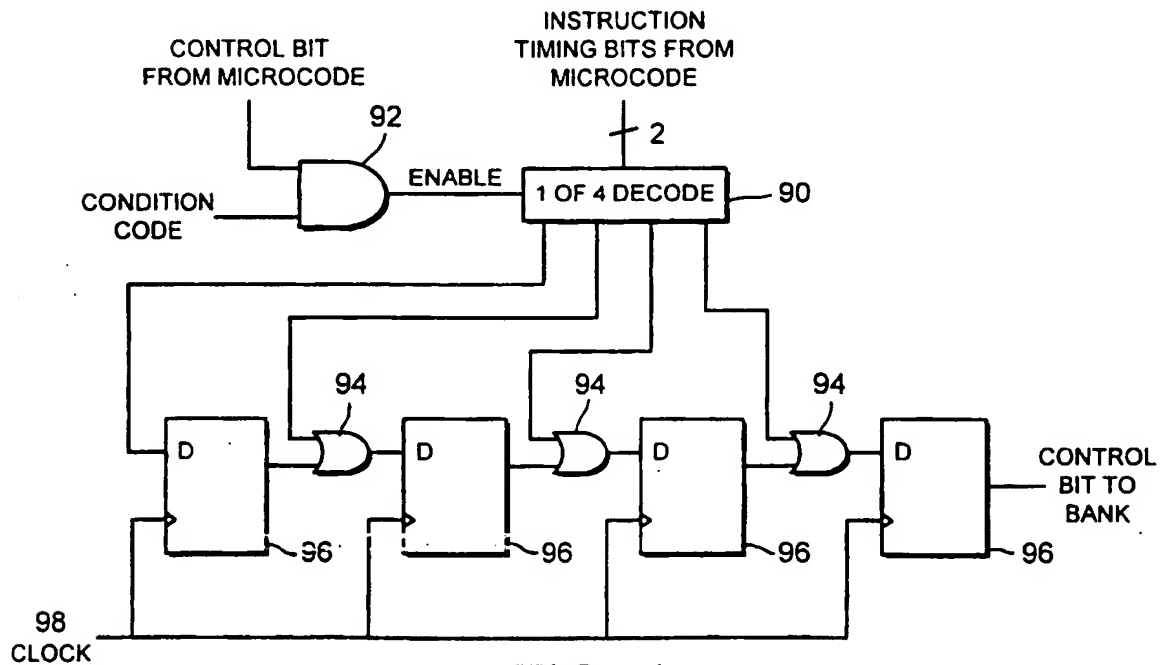 CONTROL BIT
FROM MICROCODE
INSTRUCTION
TIMING BITS FROM
MICROCODE
92
2
ENABLE
1 OF 4 DECODE
90
CONDITION
CODE
94
94
94
D
D
D
D
CONTROL
BIT TO
BANK
96
96
96
96
98
CLOCK